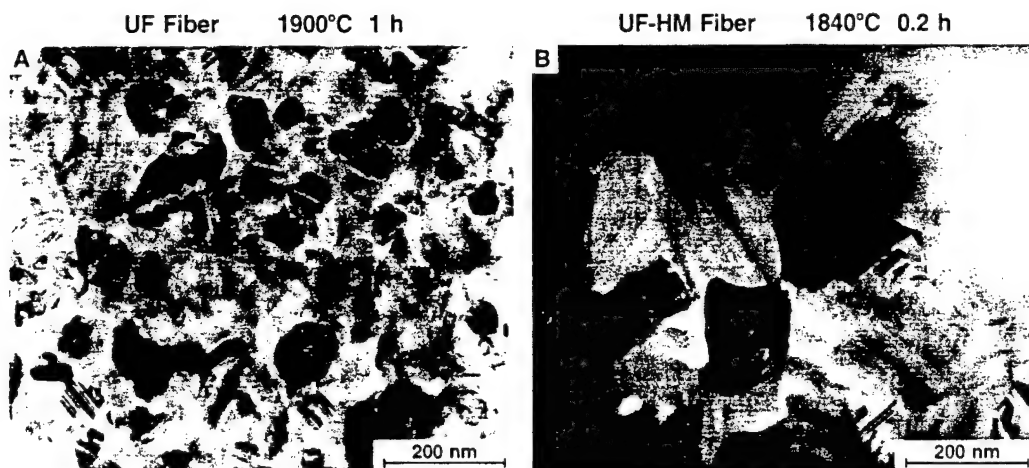 UF Fiber 1900°C 1 h
UF-HM Fiber 1840°C 0.2 h
A
B
200 nm
200 nm